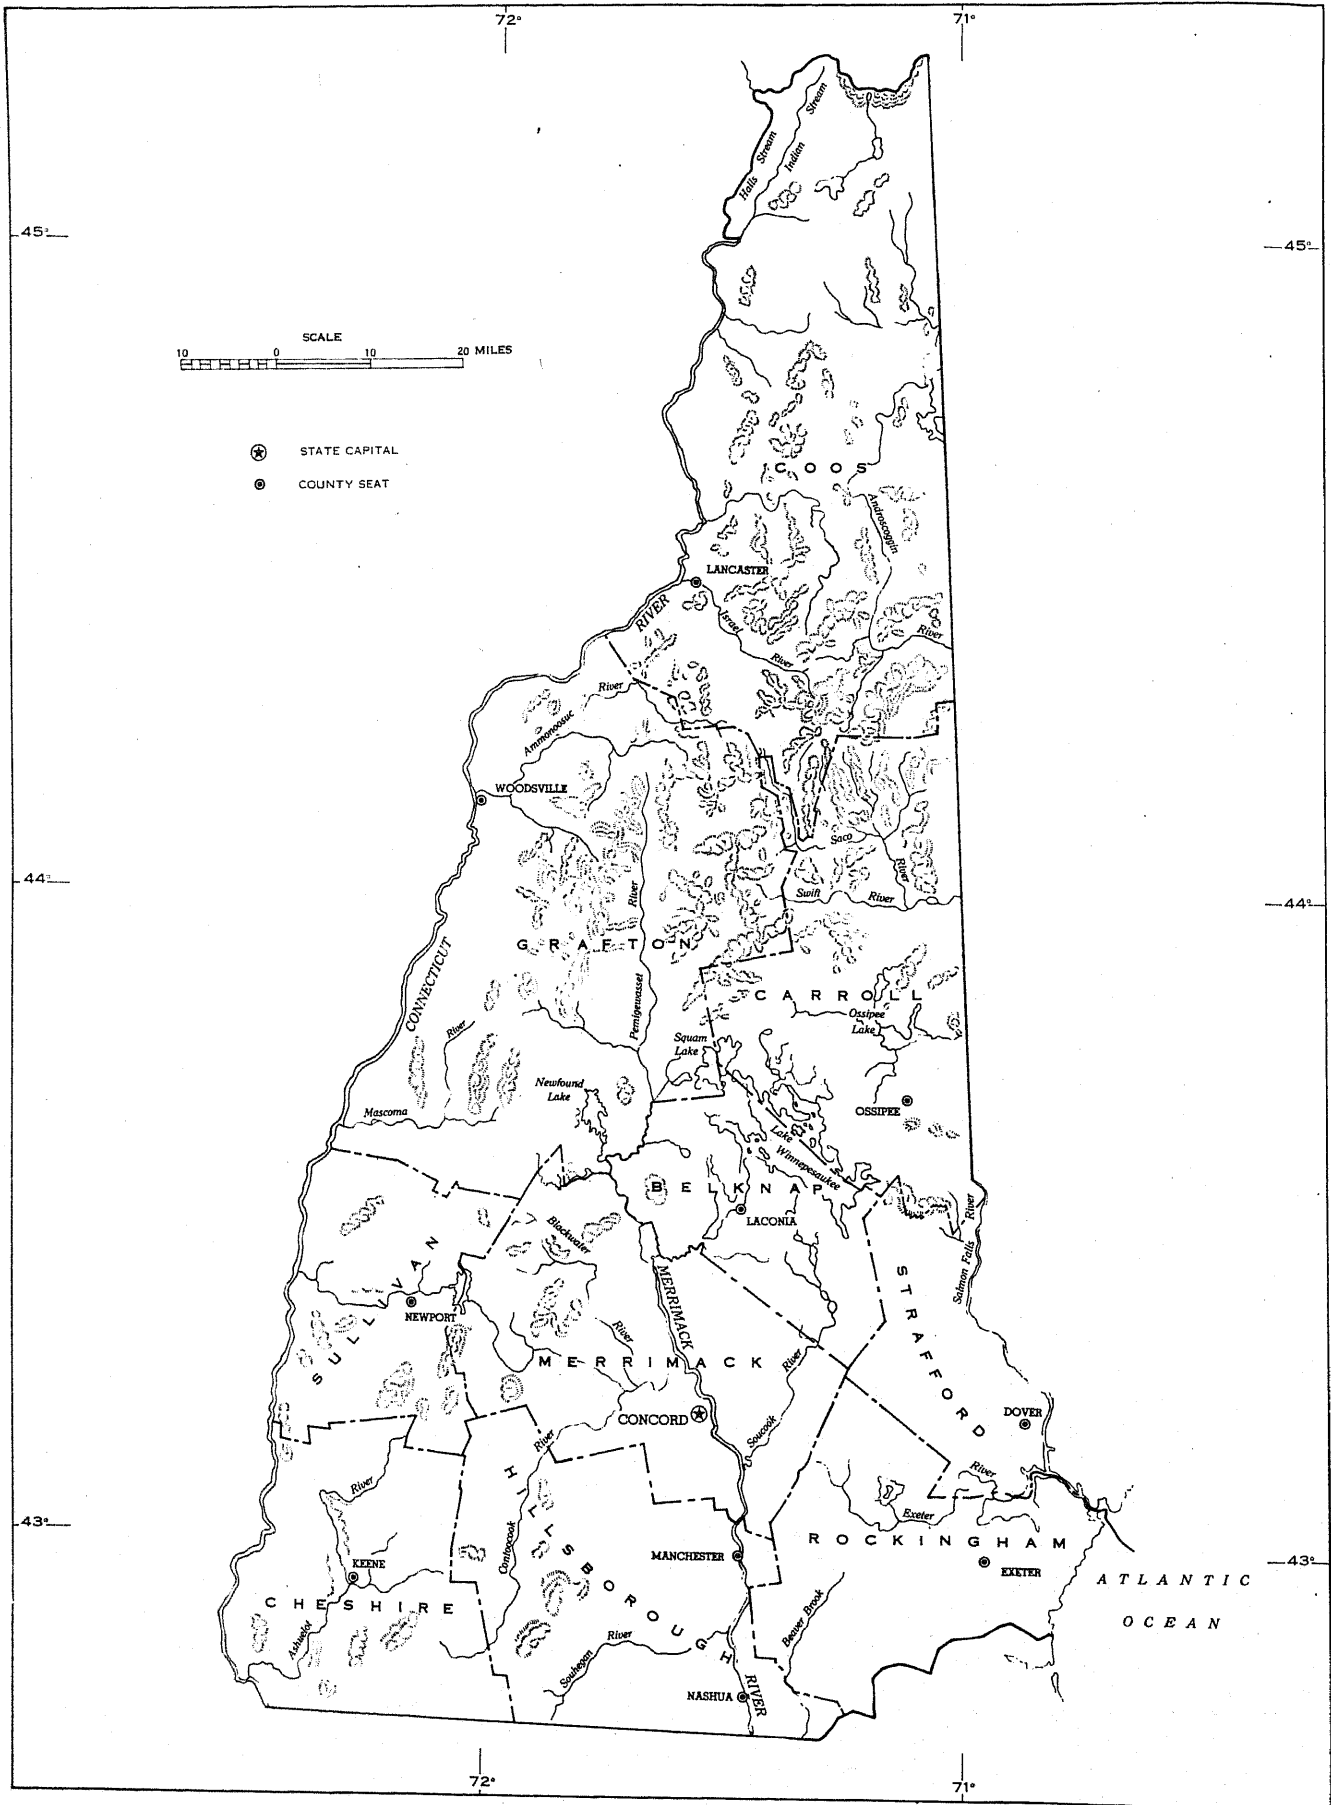 72°
71°
Halls Stream
Indian Stream
45°
45°
SCALE
10 0 10 20 MILES
STATE CAPITAL
COUNTY SEAT
COOS
Androscoggin
LANCASTER
RIVER
Israel
River
River
River
Ammonoosuc
WOODSVILLE
Saco
River
44°
44°
River
Swift River
GRAFTON
CONNECTICUT
Pemigewasset
CARROLL
Ossipee
Lake
River
Squam
Lake
Newfound
Lake
Mascoma
OSSIPEE
Lake Winnepesaukee
BELKNAP
LACONIA
Blackwater
River
Salmon Falls
SULLIVAN
NEWPORT
MERRIMACK
STRAFFORD
River
River
MERRIMACK
CONCORD
Soucook
DOVER
River
River
River
Exeter
HILLSBOROUGH
Contoocook
43°
43°
ROCKINGHAM
MANCHESTER
KEENE
EXETER
ATLANTIC
OCEAN
CHESHIRE
Ashuelot
Beaver Brook
River
Souhegan
NASHUA
RIVER
72°
71°